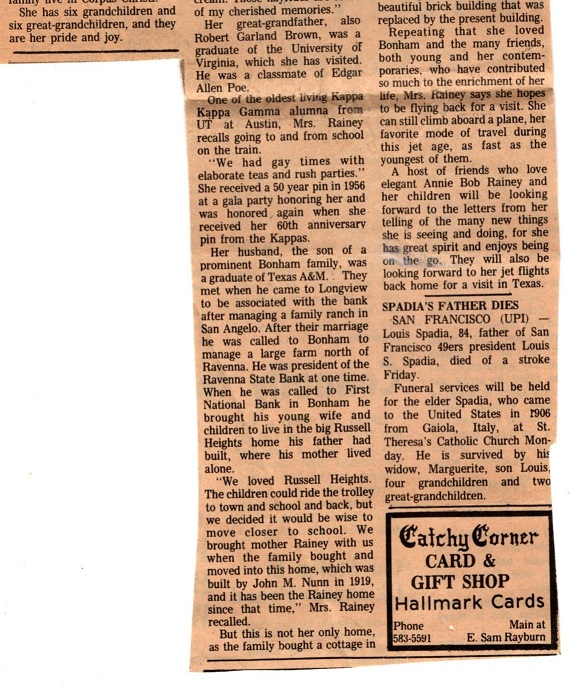 She has six grandchildren and
six great-grandchildren, and they
are her pride and joy.
of my cherished memories."
Her great-grandfather, also
Robert Garland Brown, was a
graduate of the University of
Virginia, which she has visited.
He was a classmate of Edgar
Allen Poe.
One of the oldest living Kappa
Kappa Gamma alumna from
UT at Austin, Mrs. Rainey
recalls going to and from school
on the train.
"We had gay times with
elaborate teas and rush parties."
She received a 50 year pin in 1956
at a gala party honoring her and
was honored again when she
received her 60th anniversary
pin from the Kappas.
Her husband, the son of a
prominent Bonham family, was
a graduate of Texas A&M. . They
met when he came to Longview
to be associated with the bank
after managing a family ranch in
San Angelo. After their marriage
he was called to Bonham to
manage a large farm north of
Ravenna. He was president of the
Ravenna State Bank at one time.
When he was called to First
National Bank in Bonham he
brought his young wife and
children to live in the big Russell
Heights home his father had
built, where his mother lived
alone.
"We loved Russell Heights.
The children could ride the trolley
to town and school and back, but
we decided it would be wise to
move closer to school. We
brought mother Rainey with us
when the family bought and
moved into this home, which was
built by John M. Nunn in 1919,
and it has been the Rainey home
since that time," Mrs. Rainey
recalled.
But this is not her only home,
as the family bought a cottage in
beautiful brick building that was
replaced by the present building.
Repeating that she loved
Bonham and the many friends,
both young and her contem-
poraries, who have contributed
so much to the enrichment of her
life, Mrs. Rainey says she hopes
to be flying back for a visit. She
can still climb aboard a plane, her
favorite mode of travel during
this jet age, as fast as the
youngest of them.
A host of friends who love
elegant Annie Bob Rainey and
her children will be looking
forward to the letters from her
telling of the many new things
she is seeing and doing, for she
has great spirit and enjoys being
on the go. They will also be
looking forward to her jet flights
back home for a visit in Texas.
SPADIA'S FATHER DIES
SAN FRANCISCO (UPI) —
Louis Spadia, 84, father of San
Francisco 49ers president Louis
S. Spadia, died of a stroke
Friday.
Funeral services will be held
for the elder Spadia, who came
to the United States in 1906
from Gaiola, Italy, at St.
Theresa's Catholic Church Mon-
day. He is survived by his
widow, Marguerite, son Louis,
four grandchildren and two
great-grandchildren.
Catchy Corner
CARD &
GIFT SHOP
Hallmark Cards
Phone Main at
583-5591 E. Sam Rayburn